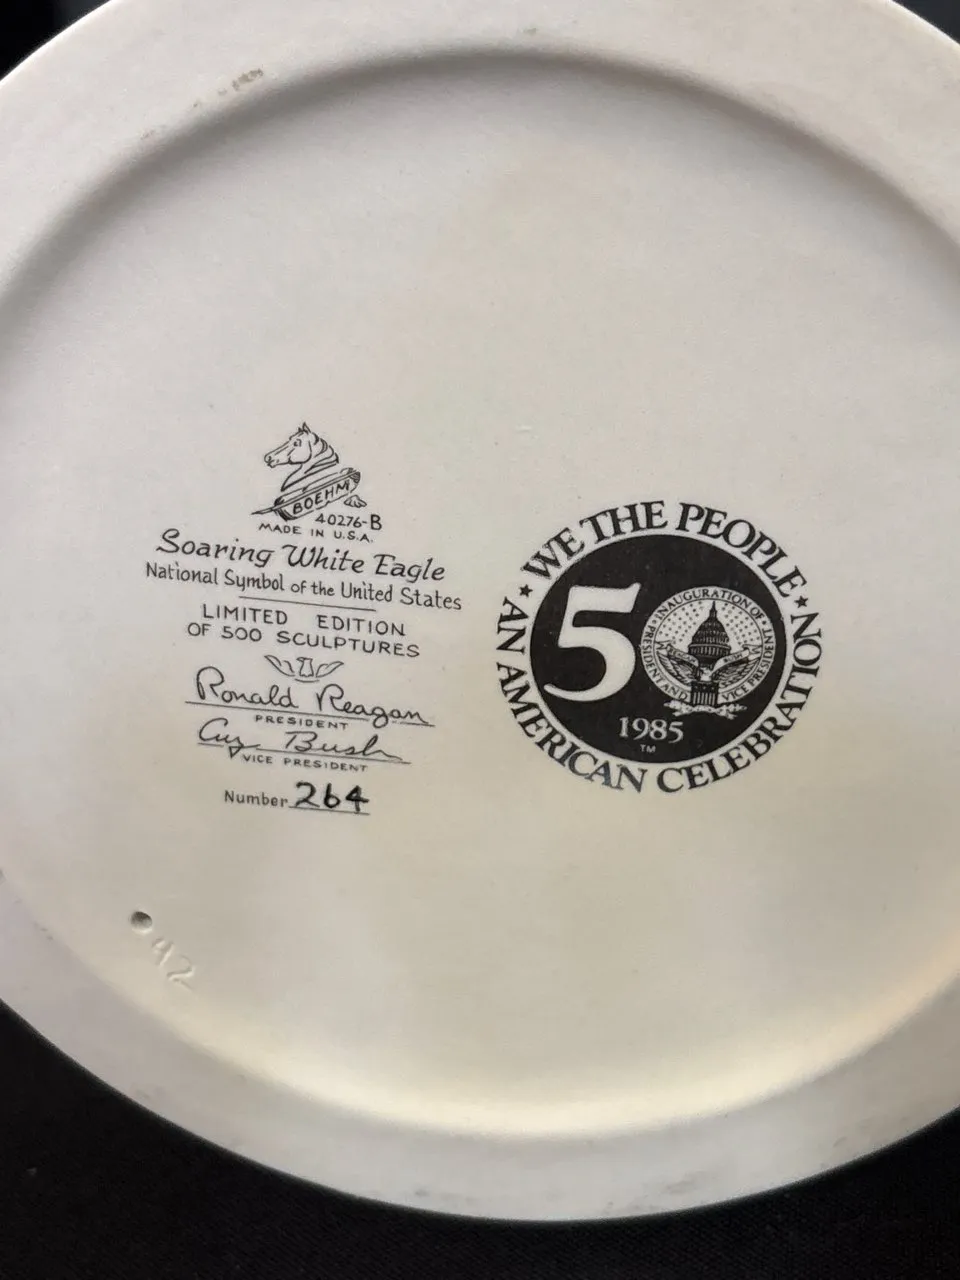 BOEHM
40276-B
MADE IN U.S.A.
Soaring White Eagle
National Symbol of the United States
LIMITED EDITION
OF 500 SCULPTURES
Ronald Reagan
PRESIDENT
Bush
VICE PRESIDENT
Number 264
42
★ WE THE PEOPLE ★
AN AMERICAN CELEBRATION
50
INAUGURATION OF
PRESIDENT AND VICE PRESIDENT
1985
TM